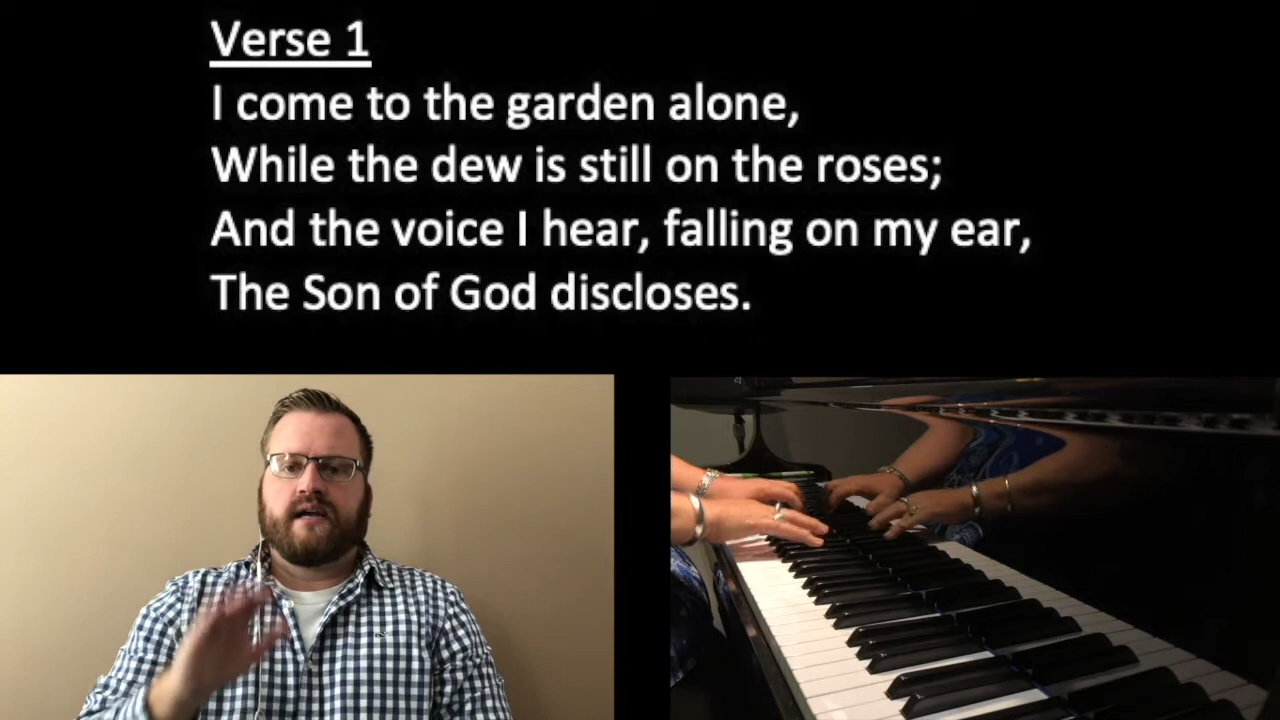 Verse 1
I come to the garden alone,
While the dew is still on the roses;
And the voice I hear, falling on my ear,
The Son of God discloses.